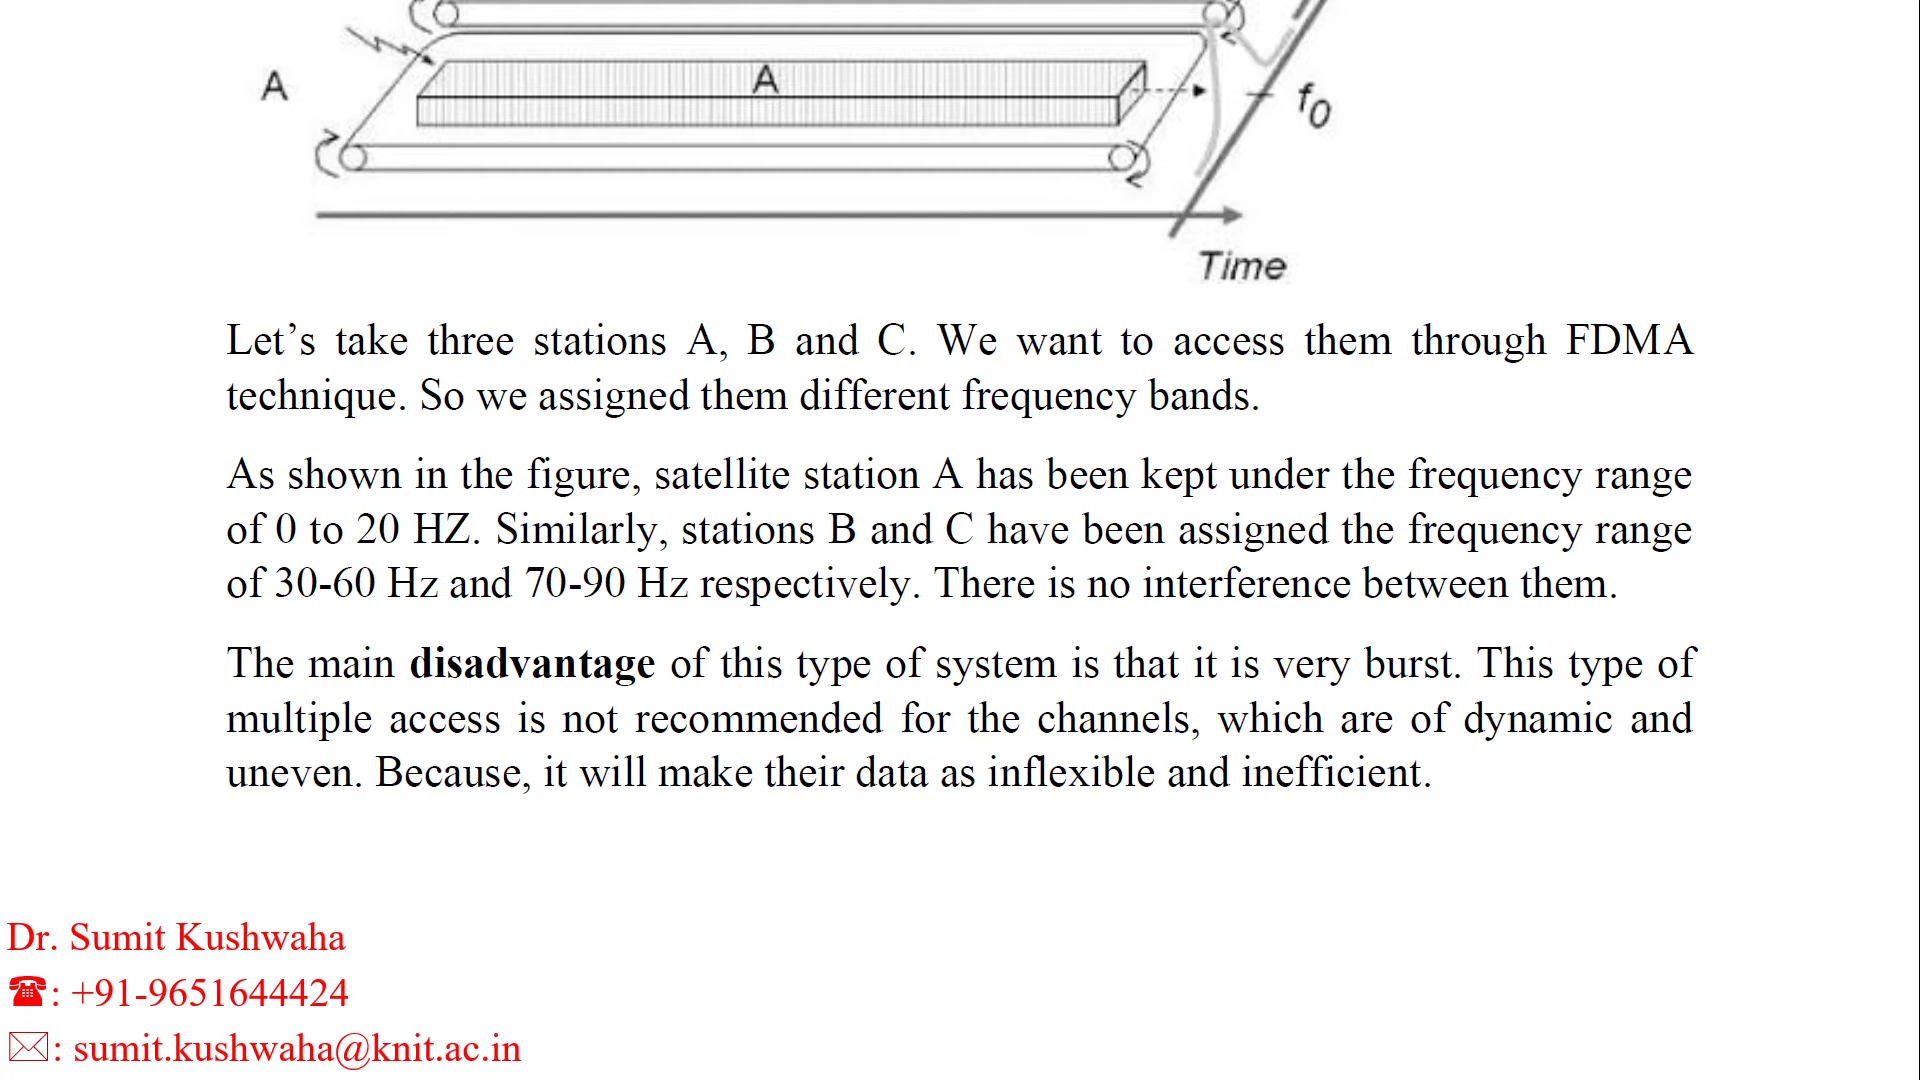 A
A
f0
Time
Let’s take three stations A, B and C. We want to access them through FDMA
technique. So we assigned them different frequency bands.
As shown in the figure, satellite station A has been kept under the frequency range
of 0 to 20 HZ. Similarly, stations B and C have been assigned the frequency range
of 30-60 Hz and 70-90 Hz respectively. There is no interference between them.
The main disadvantage of this type of system is that it is very burst. This type of
multiple access is not recommended for the channels, which are of dynamic and
uneven. Because, it will make their data as inflexible and inefficient.
Dr. Sumit Kushwaha
☎: +91-9651644424
✉: sumit.kushwaha@knit.ac.in